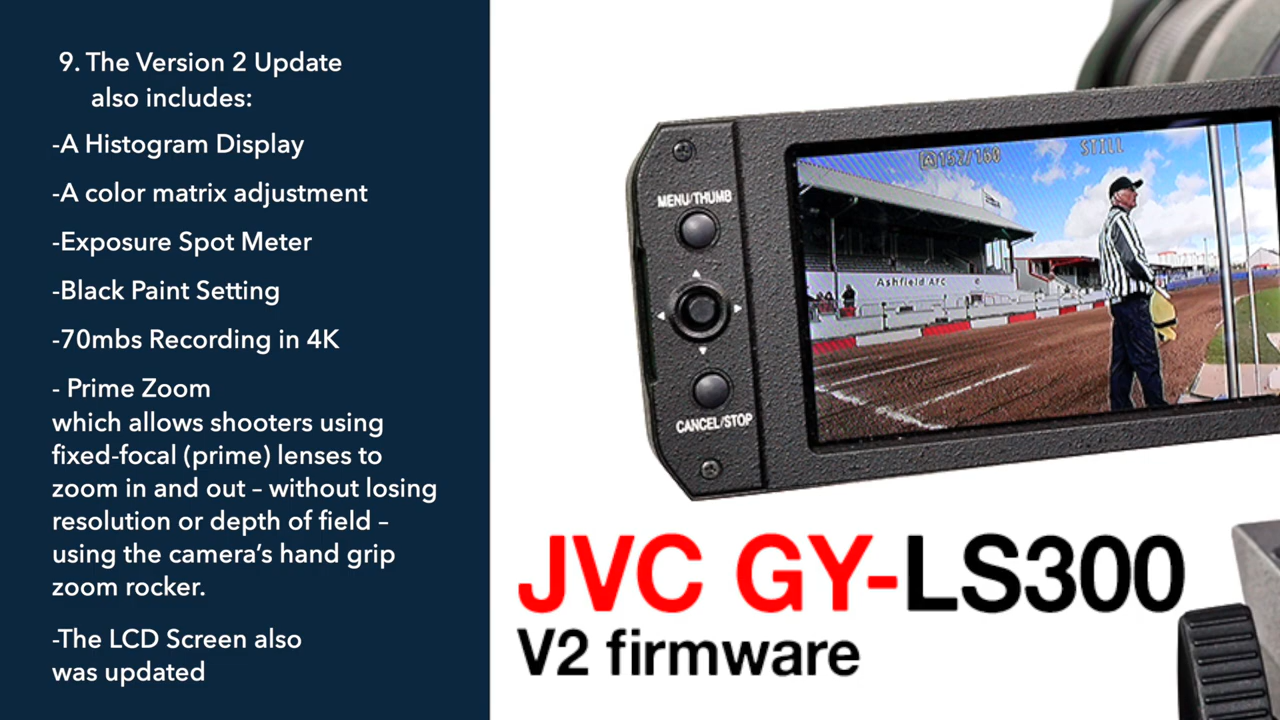 9. The Version 2 Update
also includes:
-A Histogram Display
-A color matrix adjustment
-Exposure Spot Meter
-Black Paint Setting
-70mbs Recording in 4K
- Prime Zoom
which allows shooters using
fixed-focal (prime) lenses to
zoom in and out – without losing
resolution or depth of field –
using the camera’s hand grip
zoom rocker.
-The LCD Screen also
was updated
152/160
STILL
MENU/THUMB
Ashfield AFC
CANCEL/STOP
JVC GY-LS300
V2 firmware